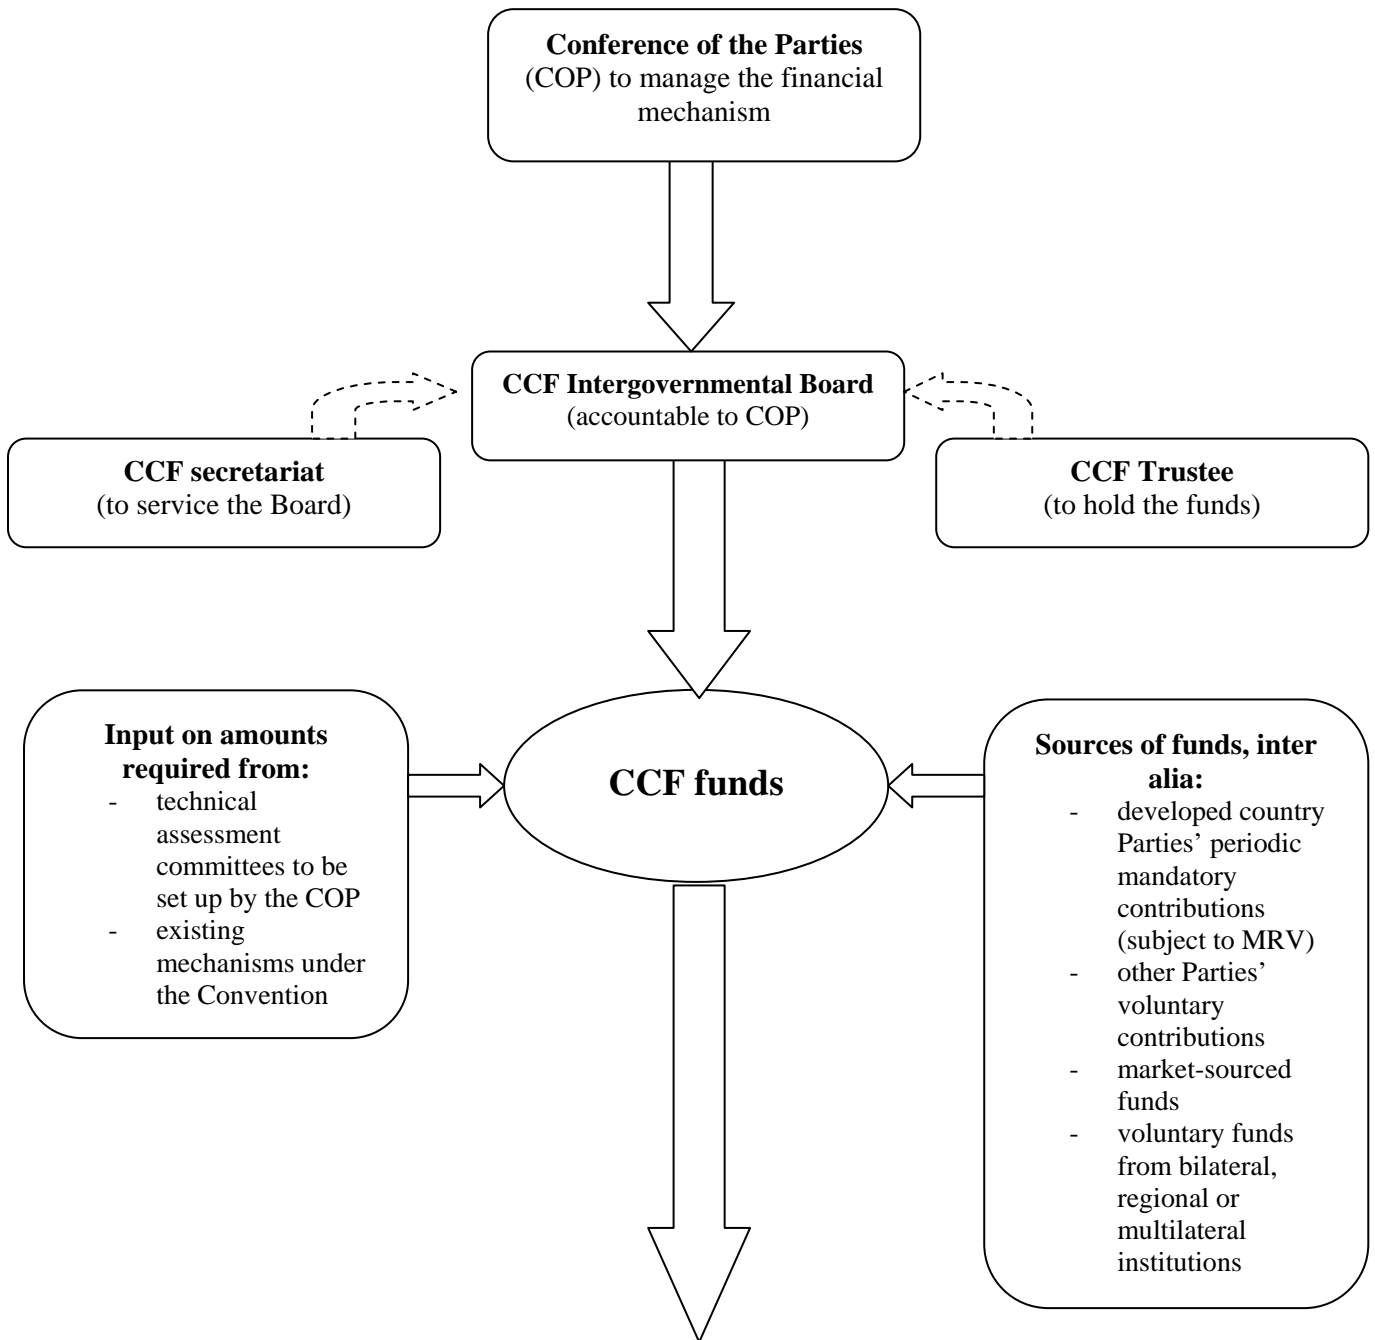 Conference of the Parties
(COP) to manage the financial
mechanism
CCF Intergovernmental Board
(accountable to COP)
CCF secretariat
(to service the Board)
CCF Trustee
(to hold the funds)
Input on amounts
required from:
- technical
assessment
committees to be
set up by the COP
- existing
mechanisms under
the Convention
CCF funds
Sources of funds, inter
alia:
- developed country
Parties’ periodic
mandatory
contributions
(subject to MRV)
- other Parties’
voluntary
contributions
- market-sourced
funds
- voluntary funds
from bilateral,
regional or
multilateral
institutions